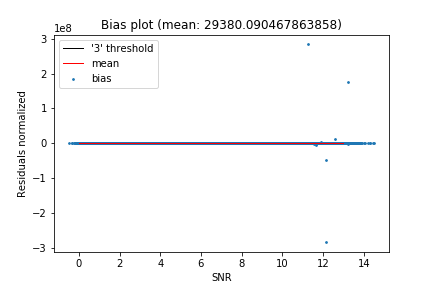 Bias plot (mean: 29380.090467863858)
1e8
'3' threshold
mean
bias
3
2
1
0
−1
−2
−3
Residuals normalized
0 2 4 6 8 10 12 14
SNR